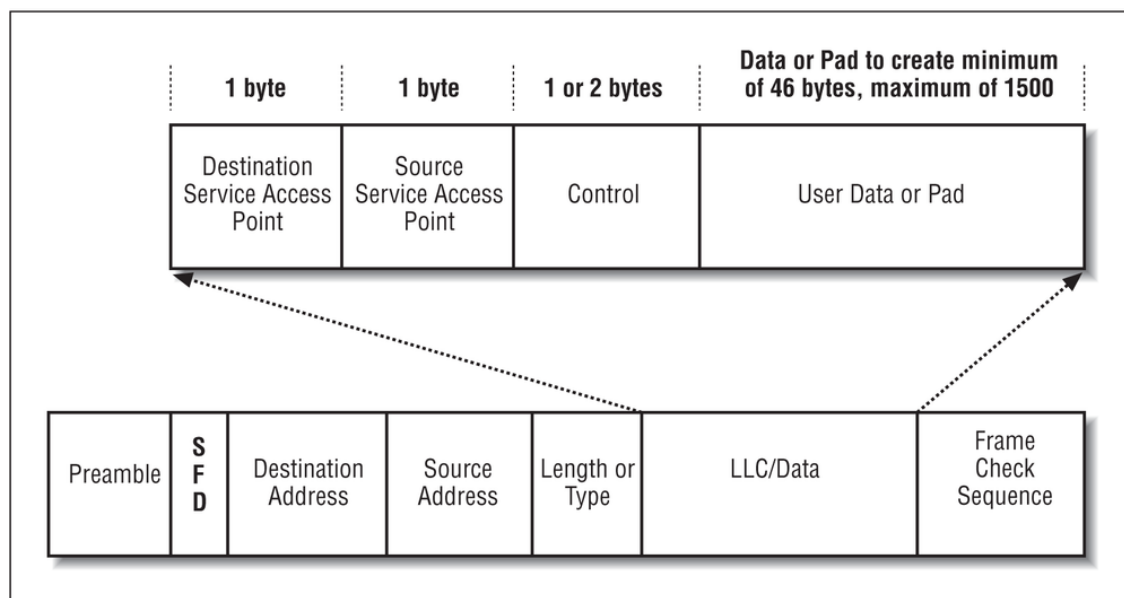 1 byte
1 byte
1 or 2 bytes
Data or Pad to create minimum
of 46 bytes, maximum of 1500
Destination
Service Access
Point
Source
Service Access
Point
Control
User Data or Pad
Preamble
S
F
D
Destination
Address
Source
Address
Length or
Type
LLC/Data
Frame
Check
Sequence